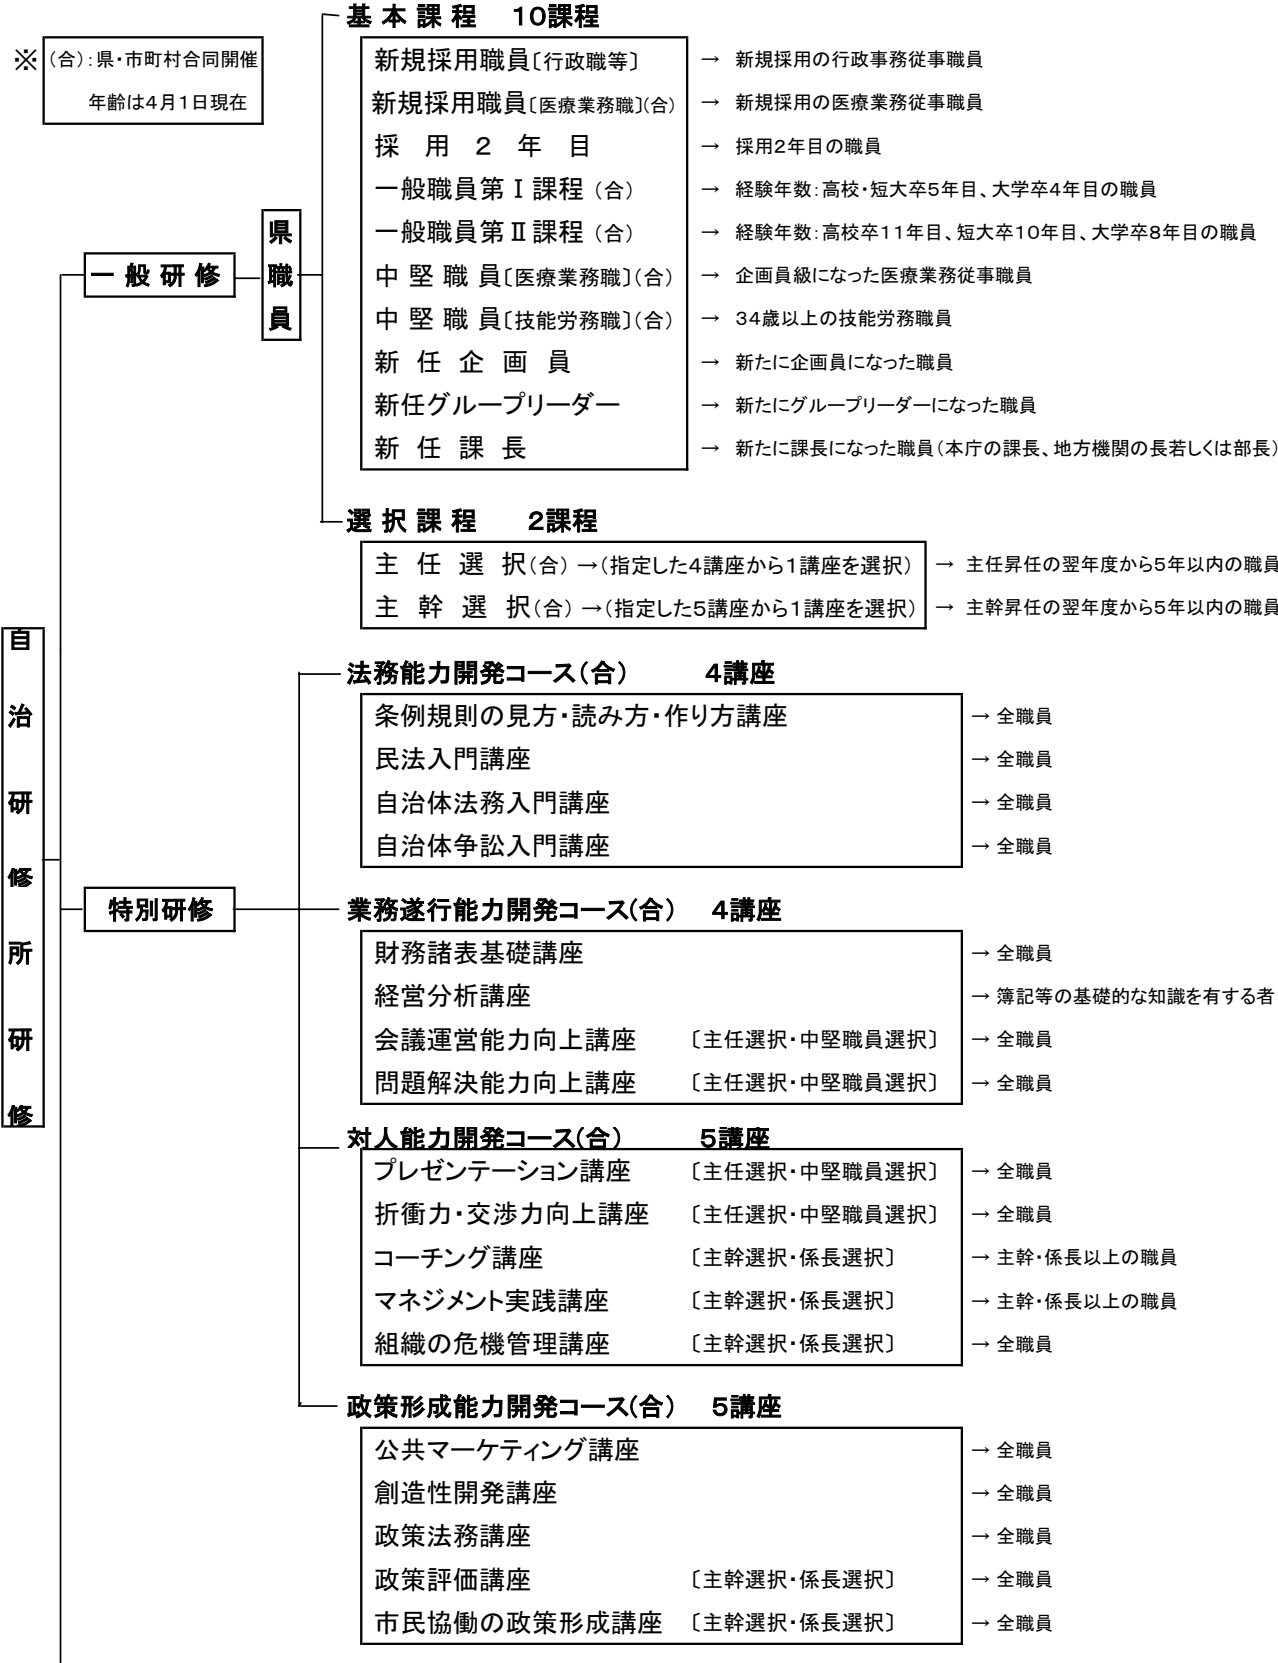 基本課程　10課程
※ (合)：県・市町村合同開催
年齢は4月1日現在
新規採用職員〔行政職等〕 → 新規採用の行政事務従事職員
新規採用職員〔医療業務職〕(合) → 新規採用の医療業務従事職員
採用2年目 → 採用2年目の職員
一般職員第Ⅰ課程(合) → 経験年数：高校・短大卒5年目、大学卒4年目の職員
一般職員第Ⅱ課程(合) → 経験年数：高校卒11年目、短大卒10年目、大学卒8年目の職員
中堅職員〔医療業務職〕(合) → 企画員級になった医療業務従事職員
中堅職員〔技能労務職〕(合) → 34歳以上の技能労務職員
新任企画員 → 新たに企画員になった職員
新任グループリーダー → 新たにグループリーダーになった職員
新任課長 → 新たに課長になった職員(本庁の課長、地方機関の長若しくは部長)
県職員
一般研修
選択課程　2課程
主任選択(合) →(指定した4講座から1講座を選択) → 主任昇任の翌年度から5年以内の職員
主幹選択(合) →(指定した5講座から1講座を選択) → 主幹昇任の翌年度から5年以内の職員
自治研修所研修
法務能力開発コース(合)　4講座
条例規則の見方・読み方・作り方講座 → 全職員
民法入門講座 → 全職員
自治体法務入門講座 → 全職員
自治体争訟入門講座 → 全職員
特別研修
業務遂行能力開発コース(合)　4講座
財務諸表基礎講座 → 全職員
経営分析講座 → 簿記等の基礎的な知識を有する者
会議運営能力向上講座 〔主任選択・中堅職員選択〕 → 全職員
問題解決能力向上講座 〔主任選択・中堅職員選択〕 → 全職員
対人能力開発コース(合)　5講座
プレゼンテーション講座 〔主任選択・中堅職員選択〕 → 全職員
折衝力・交渉力向上講座 〔主任選択・中堅職員選択〕 → 全職員
コーチング講座 〔主幹選択・係長選択〕 → 主幹・係長以上の職員
マネジメント実践講座 〔主幹選択・係長選択〕 → 主幹・係長以上の職員
組織の危機管理講座 〔主幹選択・係長選択〕 → 全職員
政策形成能力開発コース(合)　5講座
公共マーケティング講座 → 全職員
創造性開発講座 → 全職員
政策法務講座 → 全職員
政策評価講座 〔主幹選択・係長選択〕 → 全職員
市民協働の政策形成講座 〔主幹選択・係長選択〕 → 全職員